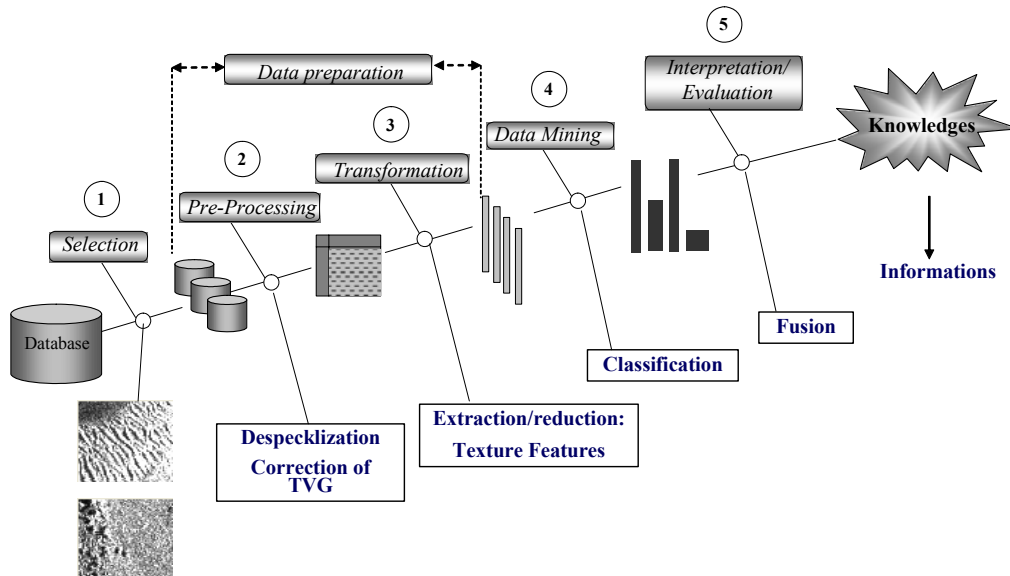 5
Data preparation
Interpretation/
Evaluation
4
3
Knowledges
Data Mining
2
Transformation
1
Pre-Processing
Selection
Informations
Database
Fusion
Classification
Extraction/reduction:
Texture Features
Despecklization
Correction of
TVG